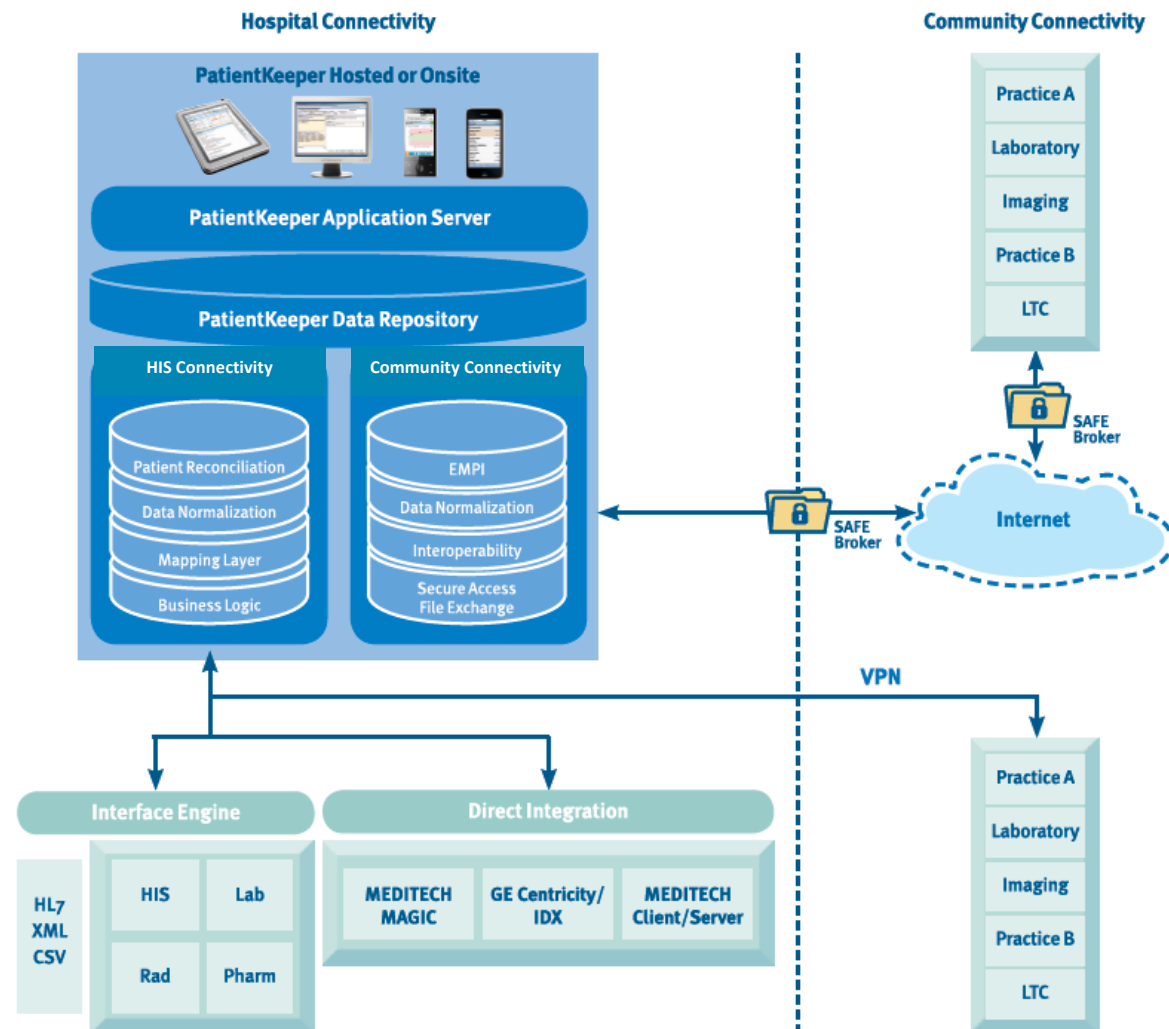 Hospital Connectivity
Community Connectivity
PatientKeeper Hosted or Onsite
PatientKeeper Application Server
PatientKeeper Data Repository
HIS Connectivity
Patient Reconciliation
Data Normalization
Mapping Layer
Business Logic
Community Connectivity
EMPI
Data Normalization
Interoperability
Secure Access
File Exchange
SAFE
Broker
Practice A
Laboratory
Imaging
Practice B
LTC
SAFE
Broker
Internet
VPN
Interface Engine
HL7
XML
CSV
HIS
Lab
Rad
Pharm
Direct Integration
MEDITECH
MAGIC
GE Centricity/
IDX
MEDITECH
Client/Server
Practice A
Laboratory
Imaging
Practice B
LTC